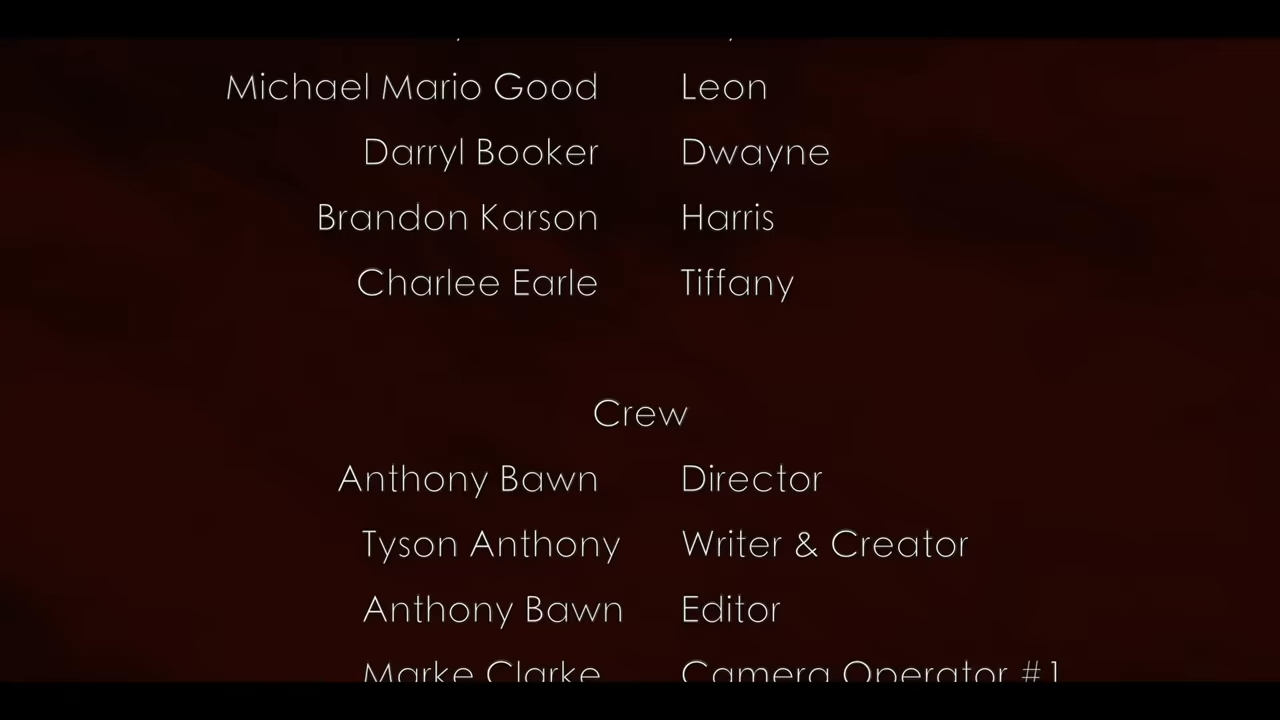 Michael Mario Good Leon
Darryl Booker Dwayne
Brandon Karson Harris
Charlee Earle Tiffany
Crew
Anthony Bawn Director
Tyson Anthony Writer & Creator
Anthony Bawn Editor
Marke Clarke Camera Operator #1